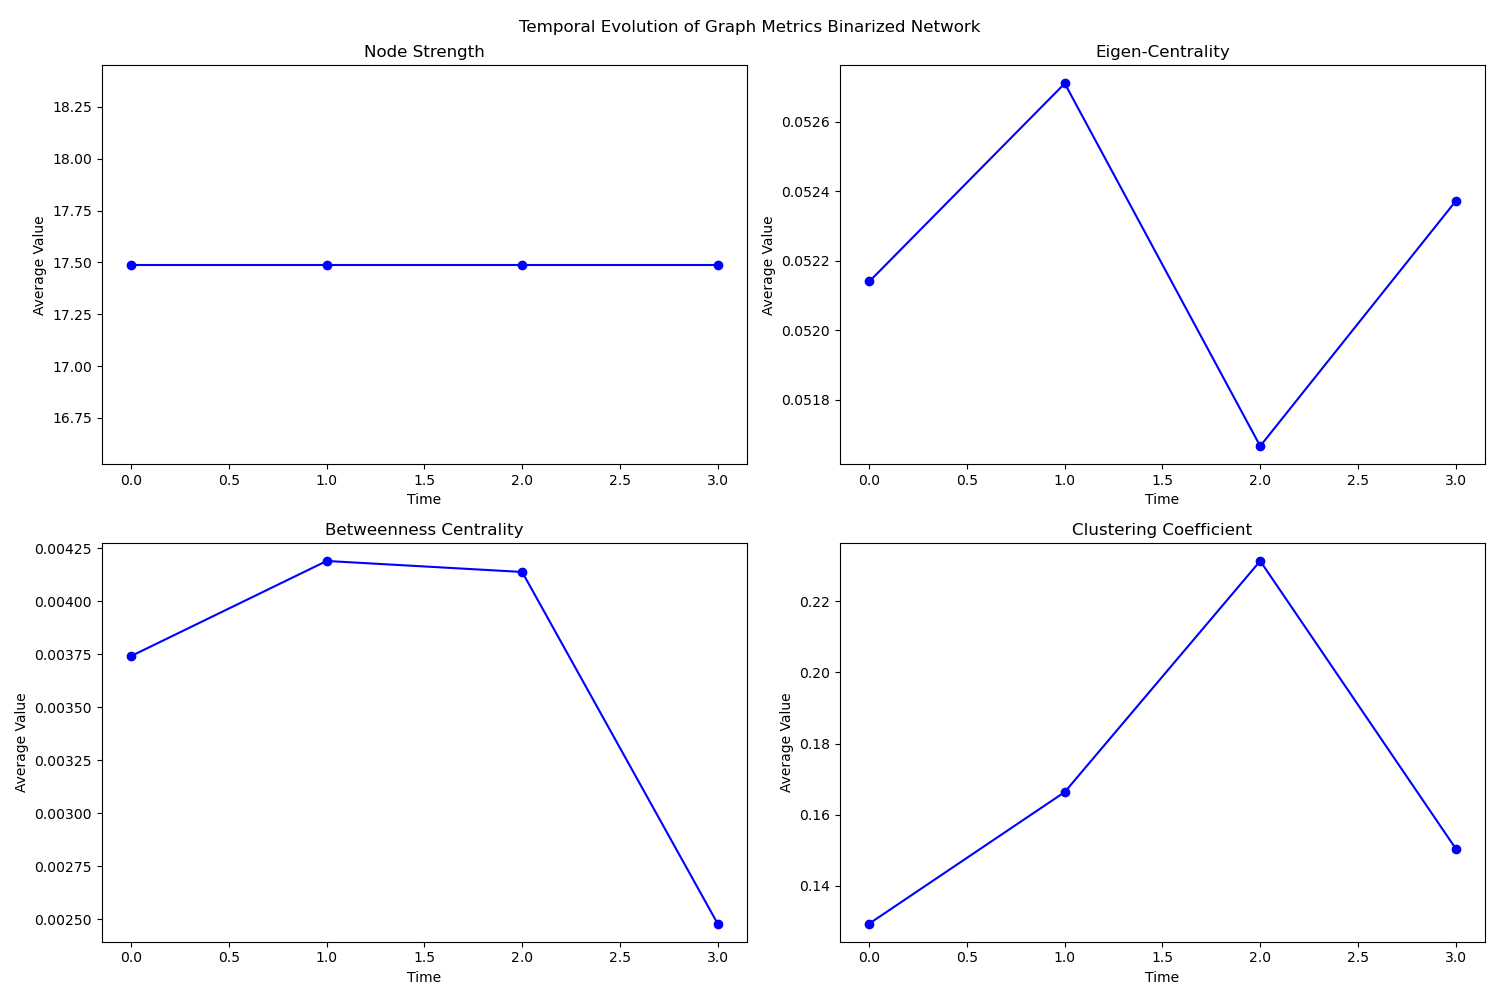 Temporal Evolution of Graph Metrics Binarized Network
Node Strength
Average Value
18.25
18.00
17.75
17.50
17.25
17.00
16.75
0.0 0.5 1.0 1.5 2.0 2.5 3.0
Time
Eigen-Centrality
Average Value
0.0526
0.0524
0.0522
0.0520
0.0518
0.0 0.5 1.0 1.5 2.0 2.5 3.0
Time
Betweenness Centrality
Average Value
0.00425
0.00400
0.00375
0.00350
0.00325
0.00300
0.00275
0.00250
0.0 0.5 1.0 1.5 2.0 2.5 3.0
Time
Clustering Coefficient
Average Value
0.22
0.20
0.18
0.16
0.14
0.0 0.5 1.0 1.5 2.0 2.5 3.0
Time